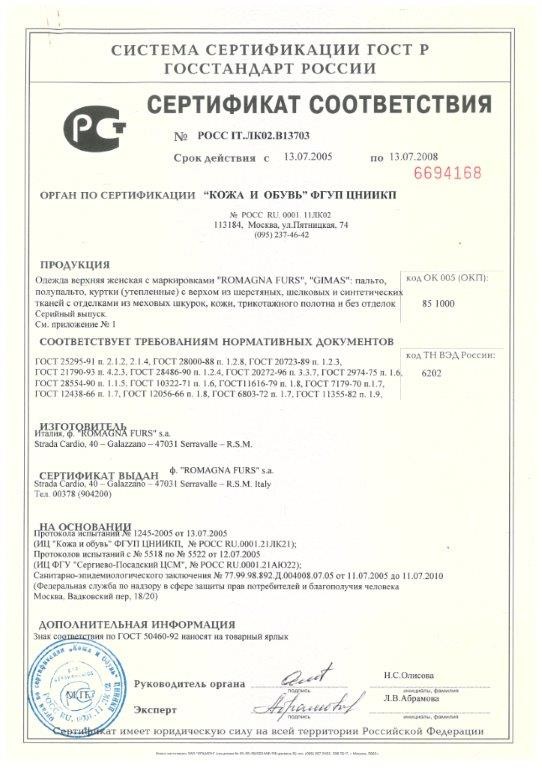 СИСТЕМА СЕРТИФИКАЦИИ ГОСТ Р
ГОССТАНДАРТ РОССИИ
СЕРТИФИКАТ СООТВЕТСТВИЯ
№ РОСС IT.ЛК02.В13703
Срок действия с 13.07.2005 по 13.07.2008
6694168
ОРГАН ПО СЕРТИФИКАЦИИ "КОЖА И ОБУВЬ" ФГУП ЦНИИКП
№ РОСС RU. 0001. 11ЛК02
113184, Москва, ул.Пятницкая, 74
(095) 237-46-42
ПРОДУКЦИЯ
Одежда верхняя женская с маркировками "ROMAGNA FURS", "GIMAS": пальто,
полупальто, куртки (утепленные) с верхом из шерстяных, шелковых и синтетических
тканей с отделками из меховых шкурок, кожи, трикотажного полотна и без отделок
Серийный выпуск.
См. приложение № 1
код ОК 005 (ОКП):
85 1000
СООТВЕТСТВУЕТ ТРЕБОВАНИЯМ НОРМАТИВНЫХ ДОКУМЕНТОВ
ГОСТ 25295-91 п. 2.1.2, 2.1.4, ГОСТ 28000-88 п. 1.2.8, ГОСТ 20723-89 п. 1.2.3,
ГОСТ 21790-93 п. 4.2.3, ГОСТ 28486-90 п. 1.2.4, ГОСТ 20272-96 п. 3.3.7, ГОСТ 2974-75 п. 1.6,
ГОСТ 28554-90 п. 1.1.5, ГОСТ 10322-71 п. 1.6, ГОСТ11616-79 п. 1.8, ГОСТ 7179-70 п.1.7,
ГОСТ 12438-66 п. 1.7, ГОСТ 12056-66 п. 1.8, ГОСТ 6803-72 п. 1.7, ГОСТ 11355-82 п. 1.9,
код ТН ВЭД России:
6202
ИЗГОТОВИТЕЛЬ
Италия, ф. "ROMAGNA FURS" s.a.
Strada Cardio, 40 – Galazzano – 47031 Serravalle – R.S.M.
СЕРТИФИКАТ ВЫДАН ф. "ROMAGNA FURS" s.a.
Strada Cardio, 40 – Galazzano – 47031 Serravalle – R.S.M. Italy
Тел. 00378 (904200)
НА ОСНОВАНИИ
Протокола испытаний № 1245-2005 от 13.07.2005
(ИЦ "Кожа и обувь" ФГУП ЦНИИКП, № РОСС RU.0001.21ЛК21);
Протоколов испытаний с № 5518 по № 5522 от 12.07.2005
(ИЦ ФГУ "Сергиево-Посадский ЦСМ", № РОСС RU.0001.21АЮ22);
Санитарно-эпидемиологического заключения № 77.99.98.892.Д.004008.07.05 от 11.07.2005 до 11.07.2010
(Федеральная служба по надзору в сфере защиты прав потребителей и благополучия человека
Москва, Вадковский пер, 18/20)
ДОПОЛНИТЕЛЬНАЯ ИНФОРМАЦИЯ
Знак соответствия по ГОСТ 50460-92 наносят на товарный ярлык
Руководитель органа
подпись
Н.С.Олисова
инициалы, фамилия
Эксперт
подпись
Л.В.Абрамова
инициалы, фамилия
Сертификат имеет юридическую силу на всей территории Российской Федерации